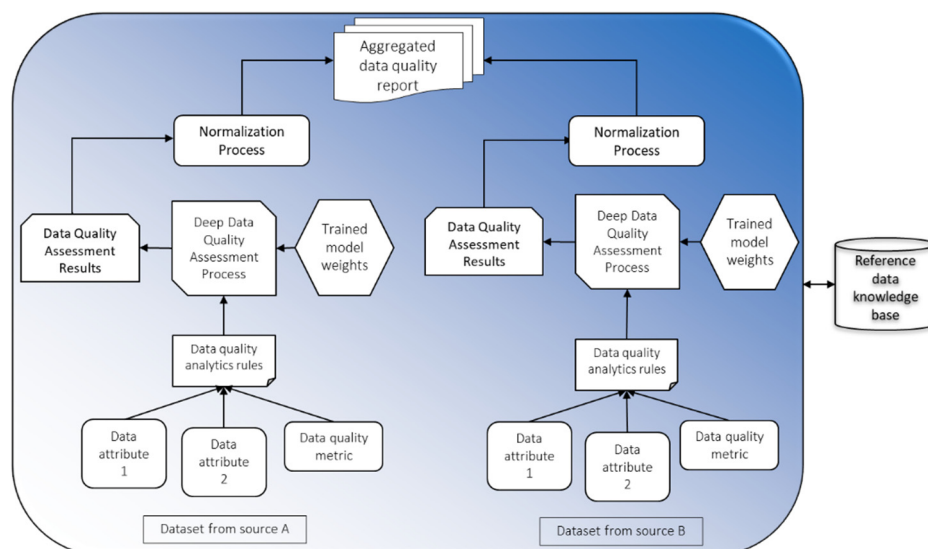 Aggregated
data quality
report
Normalization
Process
Normalization
Process
Data Quality
Assessment
Results
Deep Data
Quality
Assessment
Process
Trained
model
weights
Data Quality
Assessment
Results
Deep Data
Quality
Assessment
Process
Trained
model
weights
Reference
data
knowledge
base
Data quality
analytics rules
Data quality
analytics rules
Data
attribute
1
Data
attribute
2
Data quality
metric
Data
attribute
1
Data
attribute
2
Data quality
metric
Dataset from source A
Dataset from source B